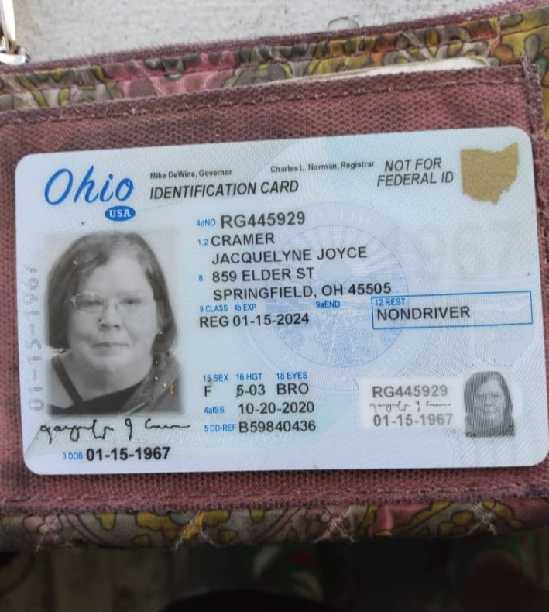 Ohio
USA
Mike DeWine, Governor
Charles L. Norman, Registrar
IDENTIFICATION CARD
NOT FOR
FEDERAL ID
RG445929
1,2 CRAMER
JACQUELYNE JOYCE
8 859 ELDER ST
SPRINGFIELD, OH 45505
9 CLASS 4b EXP 9a END 12 REST
REG 01-15-2024
NONDRIVER
15 SEX 16 HGT 18 EYES
F 5-03 BRO
10-20-2020
5 DD-REF B59840436
3 DOB 01-15-1967
RG445929
01-15-1967
01-15-1967